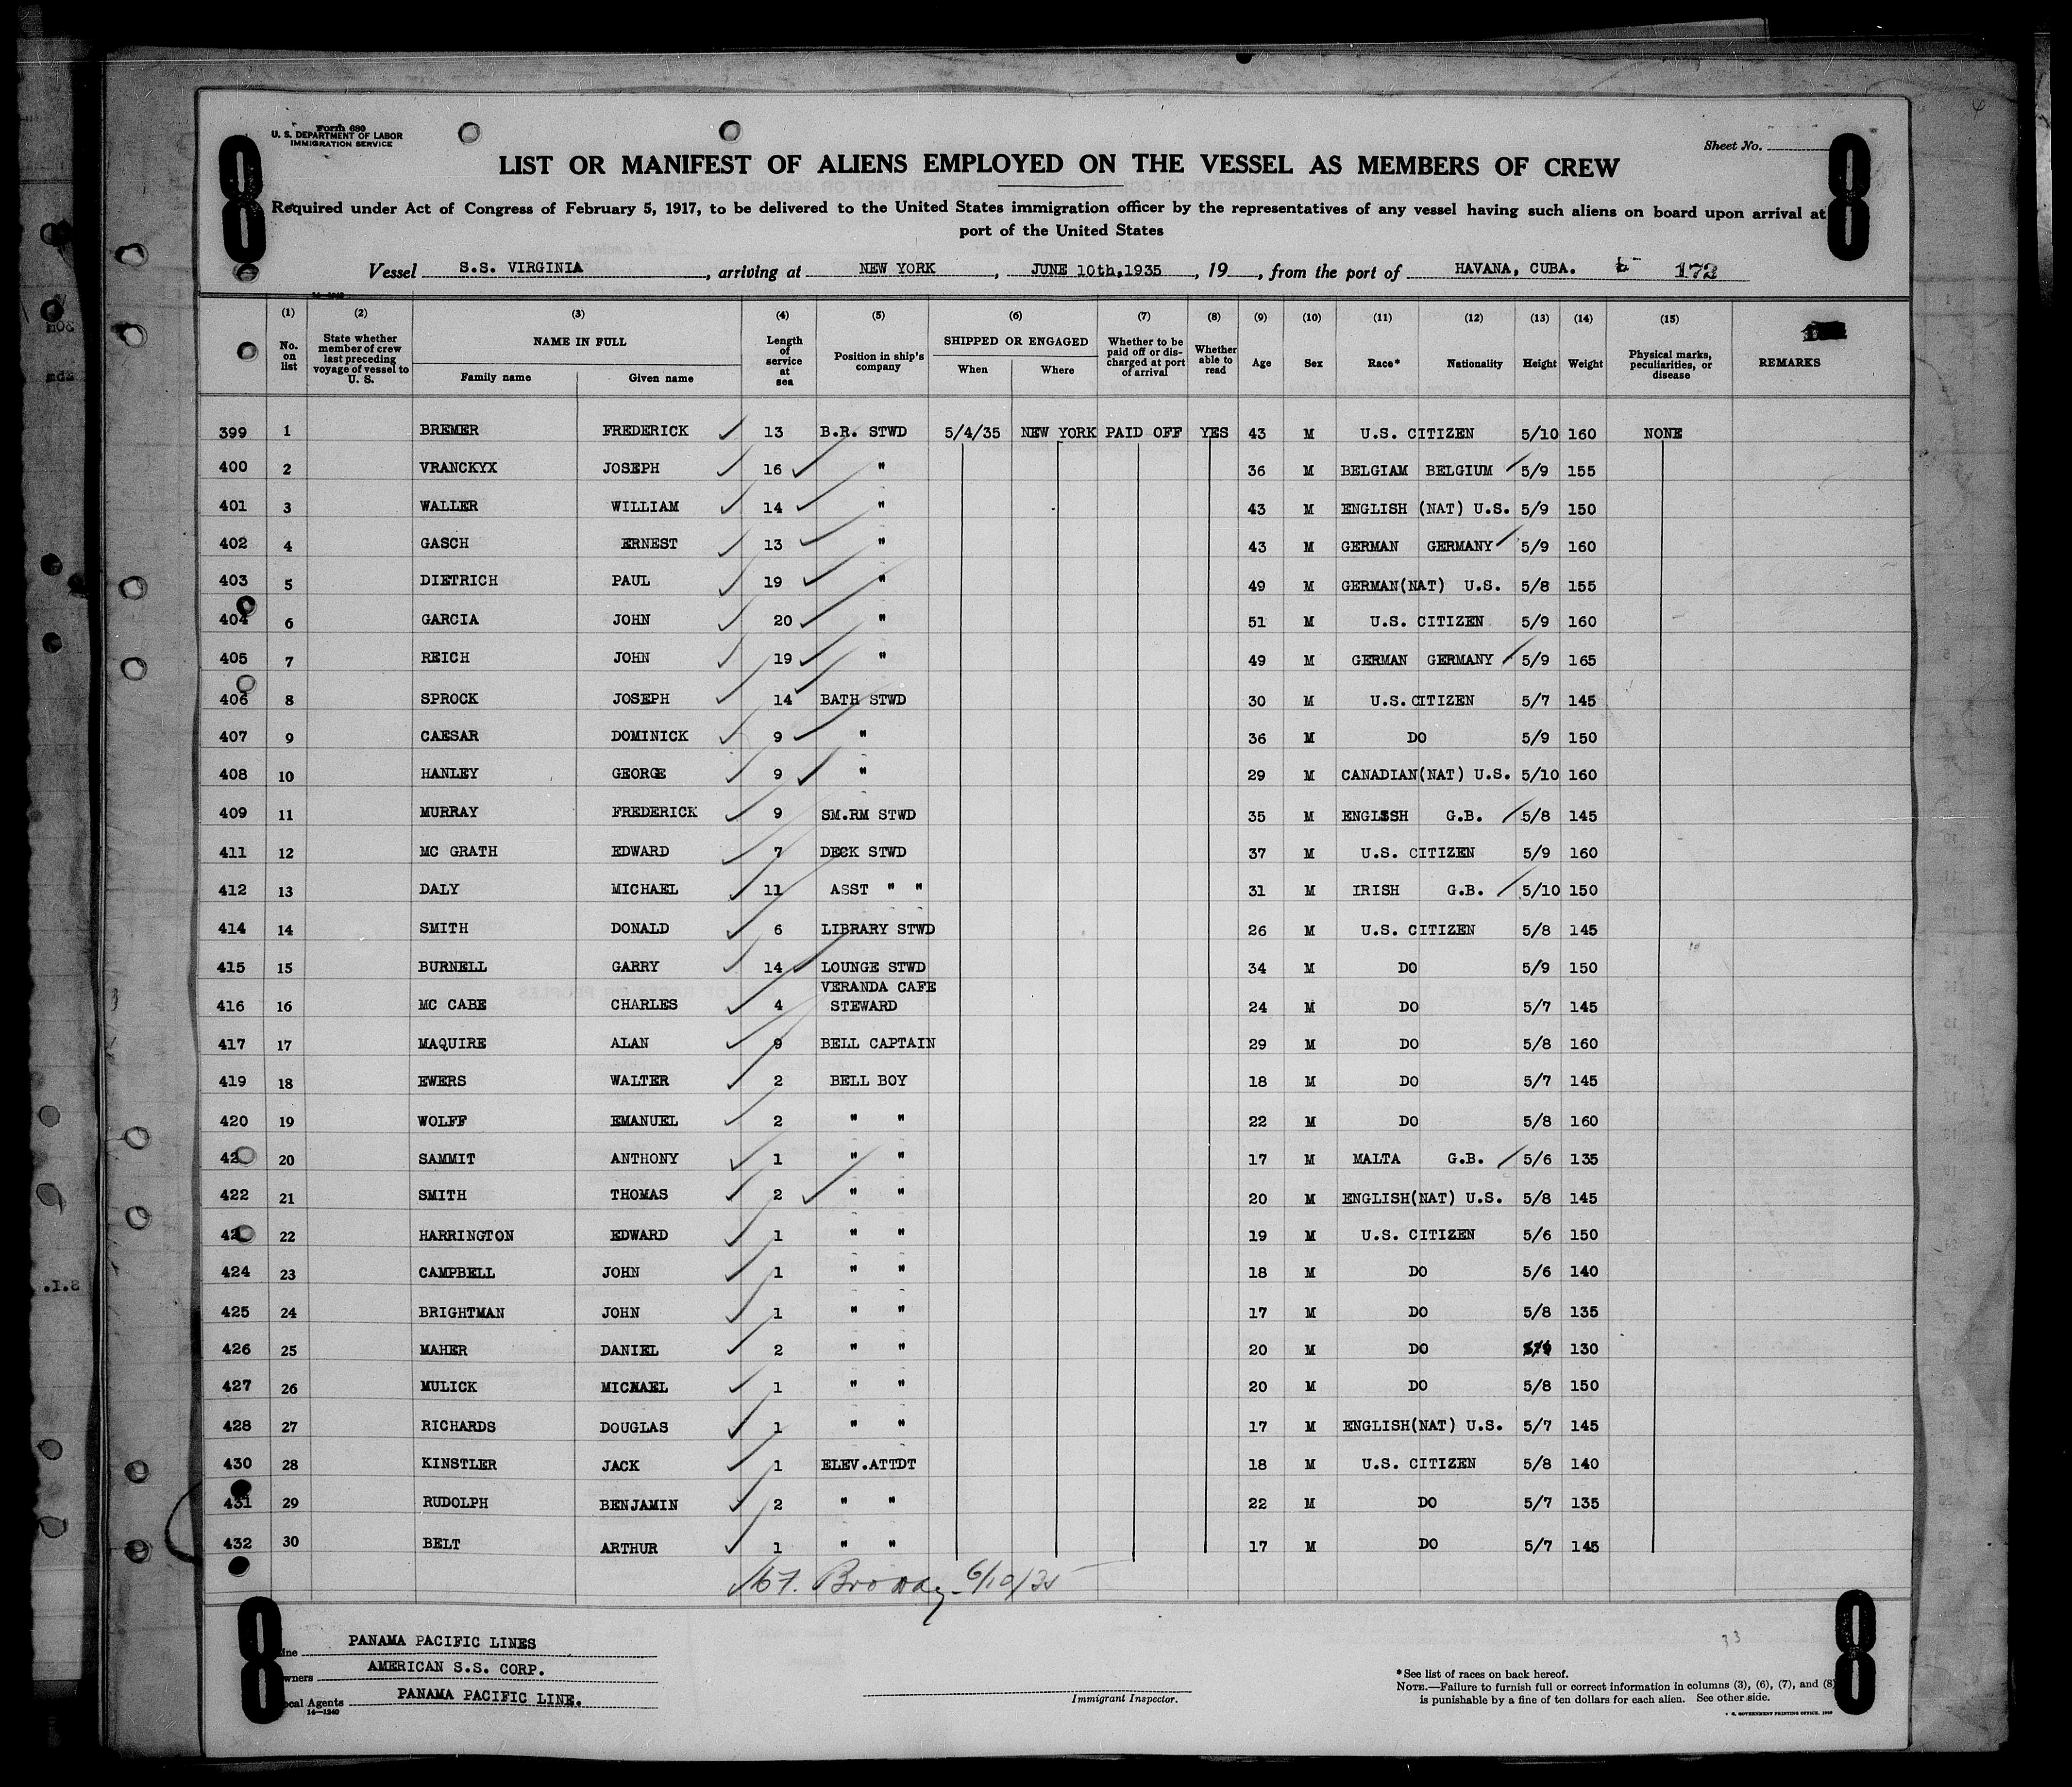 Form 680
U. S. DEPARTMENT OF LABOR
IMMIGRATION SERVICE
Sheet No.
8 8
LIST OR MANIFEST OF ALIENS EMPLOYED ON THE VESSEL AS MEMBERS OF CREW
Required under Act of Congress of February 5, 1917, to be delivered to the United States immigration officer by the representatives of any vessel having such aliens on board upon arrival at
port of the United States
Vessel S.S. VIRGINIA, arriving at NEW YORK, JUNE 10th,1935, 19, from the port of HAVANA, CUBA. 172
(1) No. on list (2) State whether member of crew last preceding voyage of vessel to U. S. (3) NAME IN FULL Family name Given name (4) Length of service at sea (5) Position in ship's company (6) SHIPPED OR ENGAGED When Where (7) Whether to be paid off or discharged at port of arrival (8) Whether able to read (9) Age (10) Sex (11) Race* (12) Nationality (13) Height (14) Weight (15) Physical marks, peculiarities, or disease REMARKS
399 1 BREMER FREDERICK 13 B.R. STWD 5/4/35 NEW YORK PAID OFF YES 43 M U.S. CITIZEN 5/10 160 NONE
400 2 VRANCKYX JOSEPH 16 " 36 M BELGIAM BELGIUM 5/9 155
401 3 WALLER WILLIAM 14 " 43 M ENGLISH (NAT) U.S. 5/9 150
402 4 GASCH ERNEST 13 " 43 M GERMAN GERMANY 5/9 160
403 5 DIETRICH PAUL 19 " 49 M GERMAN(NAT) U.S. 5/8 155
404 6 GARCIA JOHN 20 " 51 M U.S. CITIZEN 5/9 160
405 7 REICH JOHN 19 " 49 M GERMAN GERMANY 5/9 165
406 8 SPROCK JOSEPH 14 BATH STWD 30 M U.S. CITIZEN 5/7 145
407 9 CAESAR DOMINICK 9 " 36 M DO 5/9 150
408 10 HANLEY GEORGE 9 " 29 M CANADIAN(NAT) U.S. 5/10 160
409 11 MURRAY FREDERICK 9 SM.RM STWD 35 M ENGLSSH G.B. 5/8 145
411 12 MC GRATH EDWARD 7 DECK STWD 37 M U.S. CITIZEN 5/9 160
412 13 DALY MICHAEL 11 ASST " " 31 M IRISH G.B. 5/10 150
414 14 SMITH DONALD 6 LIBRARY STWD 26 M U.S. CITIZEN 5/8 145
415 15 BURNELL GARRY 14 LOUNGE STWD 34 M DO 5/9 150
416 16 MC CABE CHARLES 4 VERANDA CAFE STEWARD 24 M DO 5/7 145
417 17 MAQUIRE ALAN 9 BELL CAPTAIN 29 M DO 5/8 160
419 18 EWERS WALTER 2 BELL BOY 18 M DO 5/7 145
420 19 WOLFF EMANUEL 2 " " 22 M DO 5/8 160
42 20 SAMMIT ANTHONY 1 " " 17 M MALTA G.B. 5/6 135
422 21 SMITH THOMAS 2 " " 20 M ENGLISH(NAT) U.S. 5/8 145
42 22 HARRINGTON EDWARD 1 " " 19 M U.S. CITIZEN 5/6 150
424 23 CAMPBELL JOHN 1 " " 18 M DO 5/6 140
425 24 BRIGHTMAN JOHN 1 " " 17 M DO 5/8 135
426 25 MAHER DANIEL 2 " " 20 M DO 130
427 26 MULICK MICHAEL 1 " " 20 M DO 5/8 150
428 27 RICHARDS DOUGLAS 1 " " 17 M ENGLISH(NAT) U.S. 5/7 145
430 28 KINSTLER JACK 1 ELEV.ATTDT 18 M U.S. CITIZEN 5/8 140
431 29 RUDOLPH BENJAMIN 2 " " 22 M DO 5/7 135
432 30 BELT ARTHUR 1 " " 17 M DO 5/7 145
6/10/35
8 8
Line PANAMA PACIFIC LINES
Owners AMERICAN S.S. CORP.
Local Agents PANAMA PACIFIC LINE.
14—1240
Immigrant Inspector.
33
*See list of races on back hereof.
NOTE.—Failure to furnish full or correct information in columns (3), (6), (7), and (8)
is punishable by a fine of ten dollars for each alien. See other side.
GOVERNMENT PRINTING OFFICE